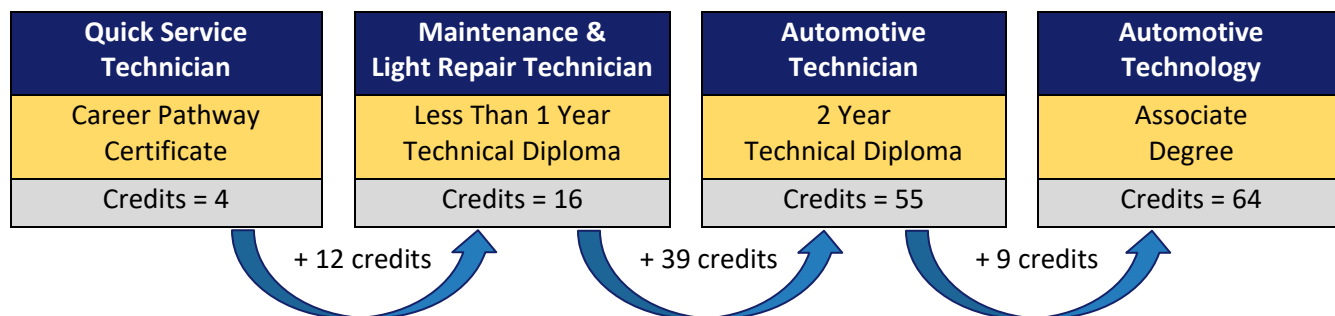 Quick Service
Technician
Career Pathway
Certificate
Credits = 4
Maintenance &
Light Repair Technician
Less Than 1 Year
Technical Diploma
Credits = 16
Automotive
Technician
2 Year
Technical Diploma
Credits = 55
Automotive
Technology
Associate
Degree
Credits = 64
+ 12 credits
+ 39 credits
+ 9 credits